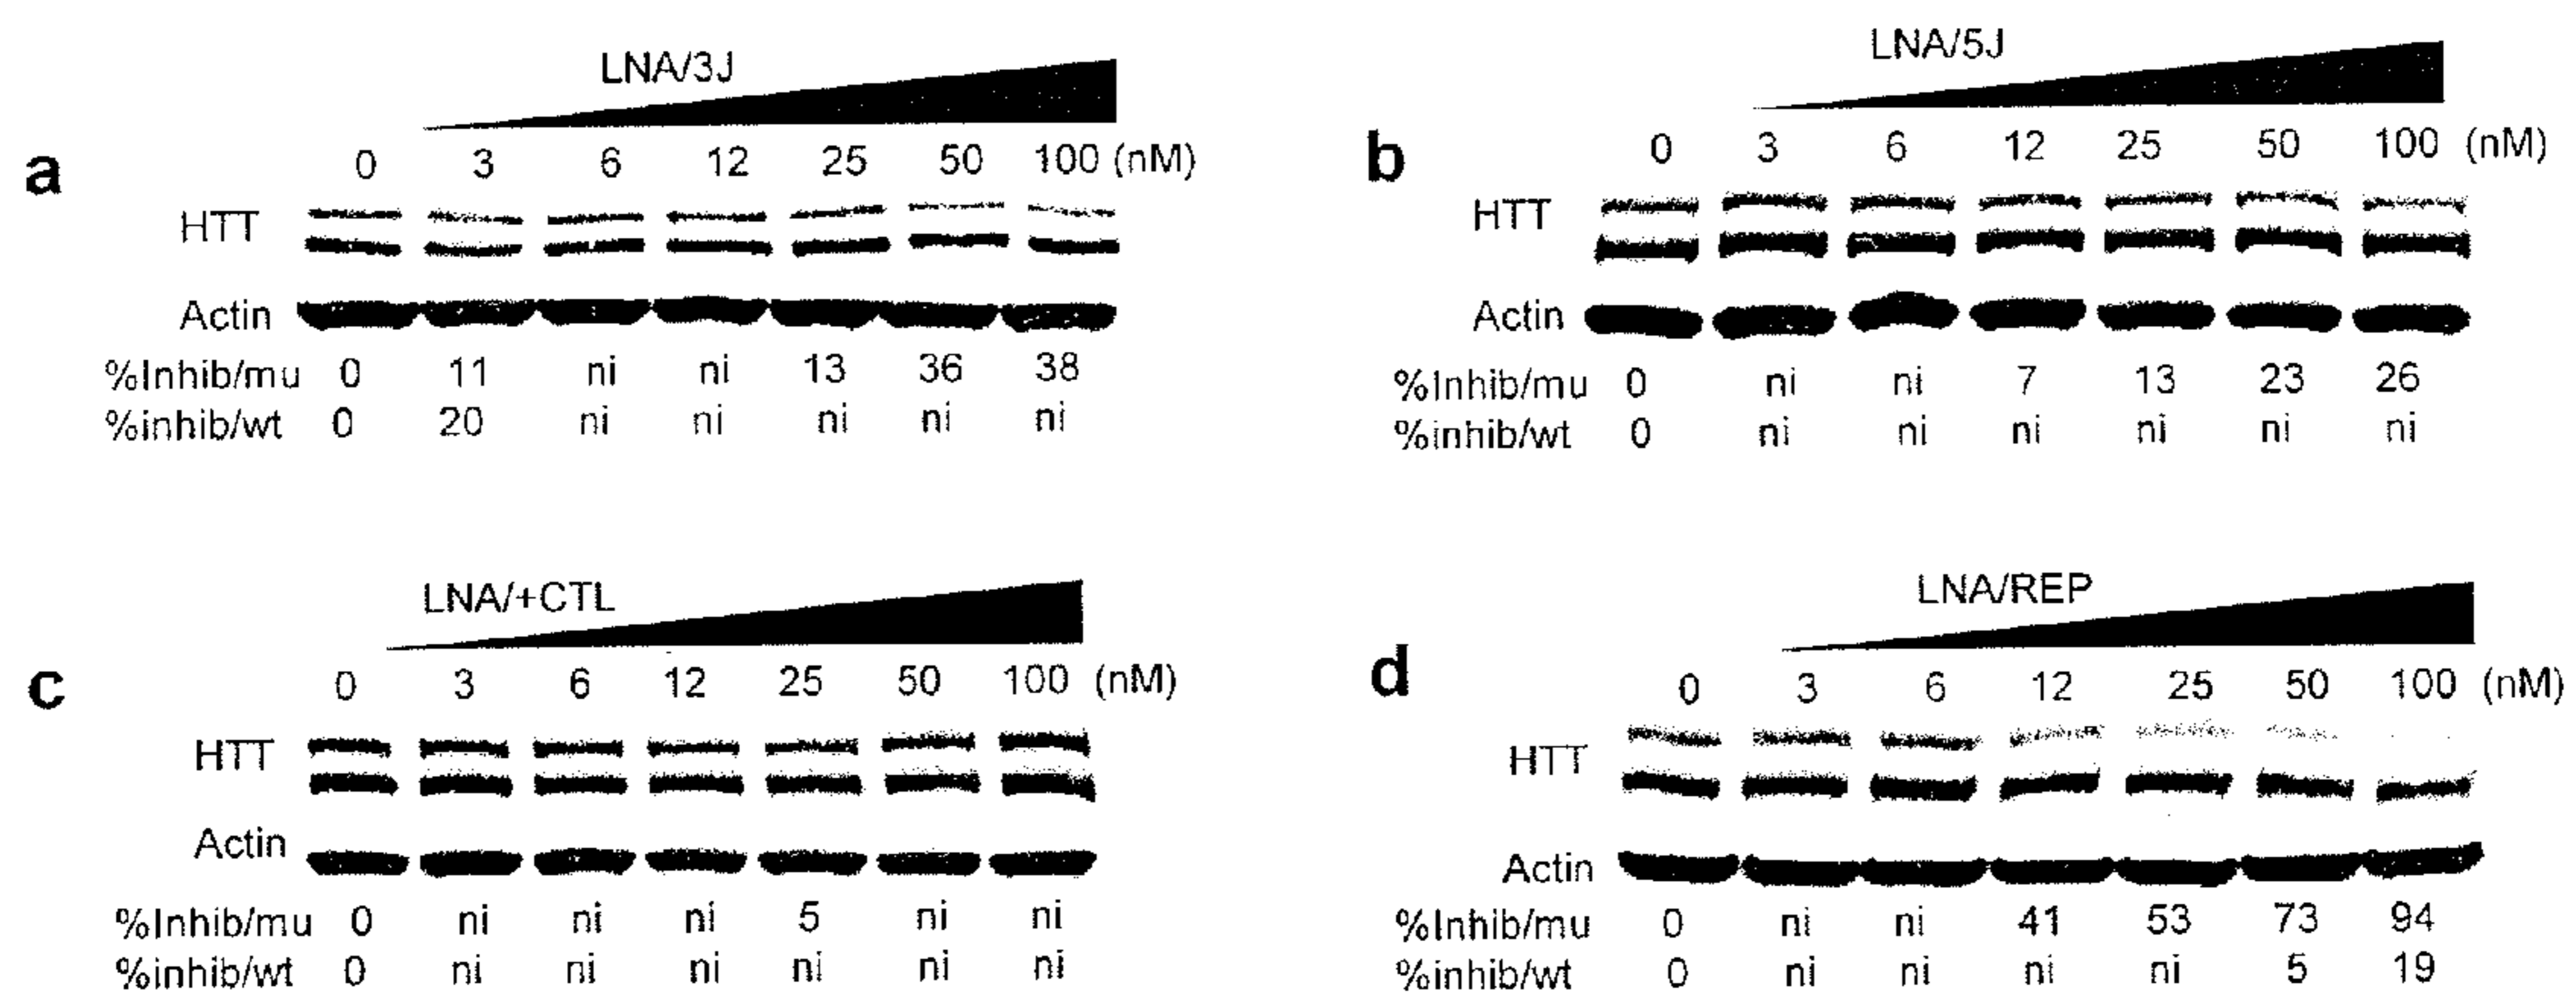 LNA/3J
a
0 3 6 12 25 50 100 (nM)
HTT
Actin
%Inhib/mu 0 11 ni ni 13 36 38
%inhib/wt 0 20 ni ni ni ni ni
LNA/5J
b
0 3 6 12 25 50 100 (nM)
HTT
Actin
%Inhib/mu 0 ni ni 7 13 23 26
%inhib/wt 0 ni ni ni ni ni ni
LNA/+CTL
c
0 3 6 12 25 50 100 (nM)
HTT
Actin
%Inhib/mu 0 ni ni ni 5 ni ni
%inhib/wt 0 ni ni ni ni ni ni
LNA/REP
d
0 3 6 12 25 50 100 (nM)
HTT
Actin
%Inhib/mu 0 ni ni 41 53 73 94
%inhib/wt 0 ni ni ni ni 5 19